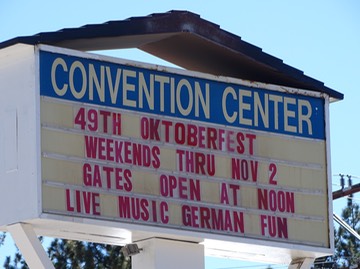 CONVENTION CENTER
49TH OKTOBERFEST
WEEKENDS THRU NOV 2
GATES OPEN AT NOON
LIVE MUSIC GERMAN FUN